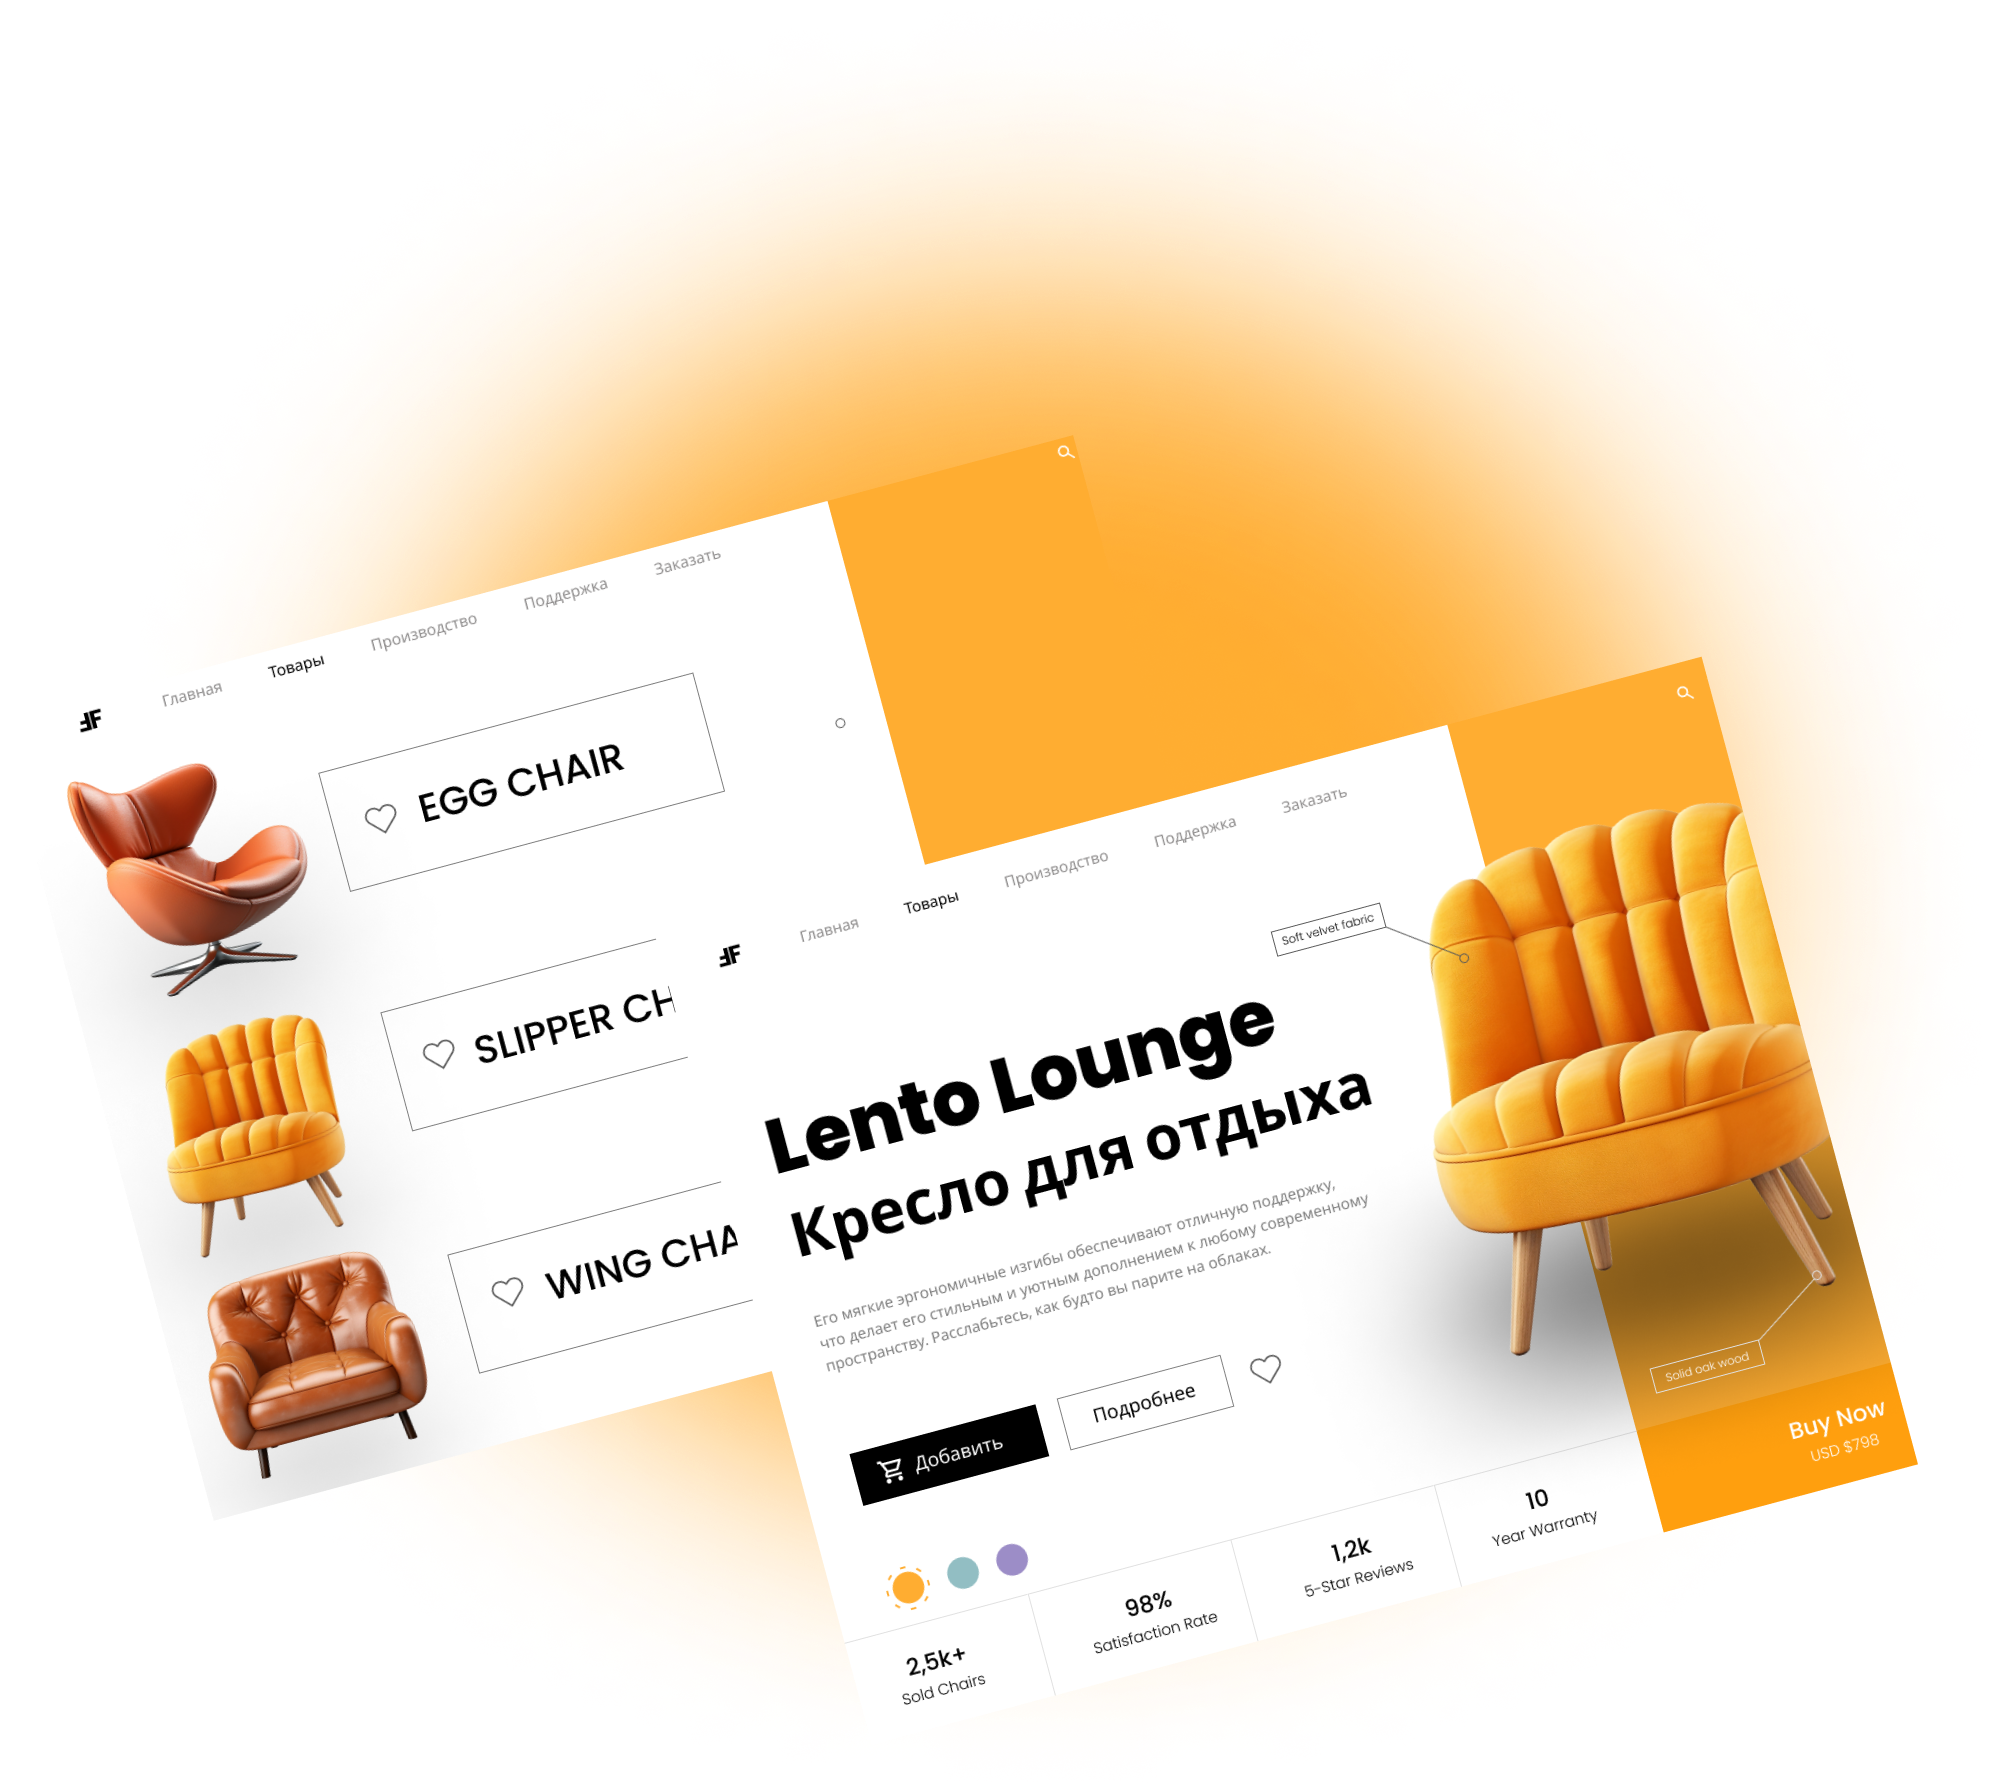 Главная
Товары
Производство
Поддержка
Заказать
EGG CHAIR
SLIPPER CH
WING CHA
Главная
Товары
Производство
Поддержка
Заказать
Soft velvet fabric
Lento Lounge
Кресло для отдыха
Его мягкие эргономичные изгибы обеспечивают отличную поддержку,
что делает его стильным и уютным дополнением к любому современному
пространству. Расслабьтесь, как будто вы парите на облаках.
Добавить
Подробнее
Solid oak wood
Buy Now
USD $798
2,5k+
Sold Chairs
98%
Satisfaction Rate
1,2k
5-Star Reviews
10
Year Warranty